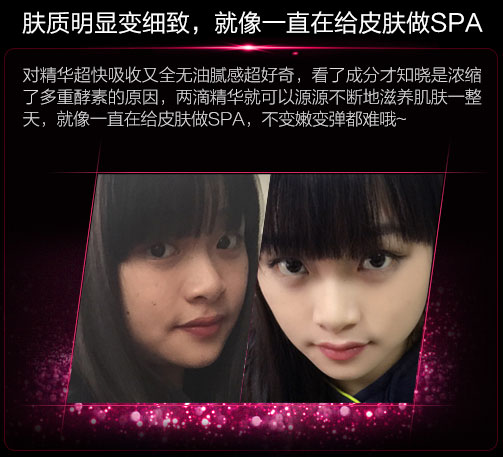 肤质明显变细致，就像一直在给皮肤做SPA
对精华超快吸收又全无油腻感超好奇，看了成分才知晓是浓缩
了多重酵素的原因，两滴精华就可以源源不断地滋养肌肤一整
天，就像一直在给皮肤做SPA，不变嫩变弹都难哦~